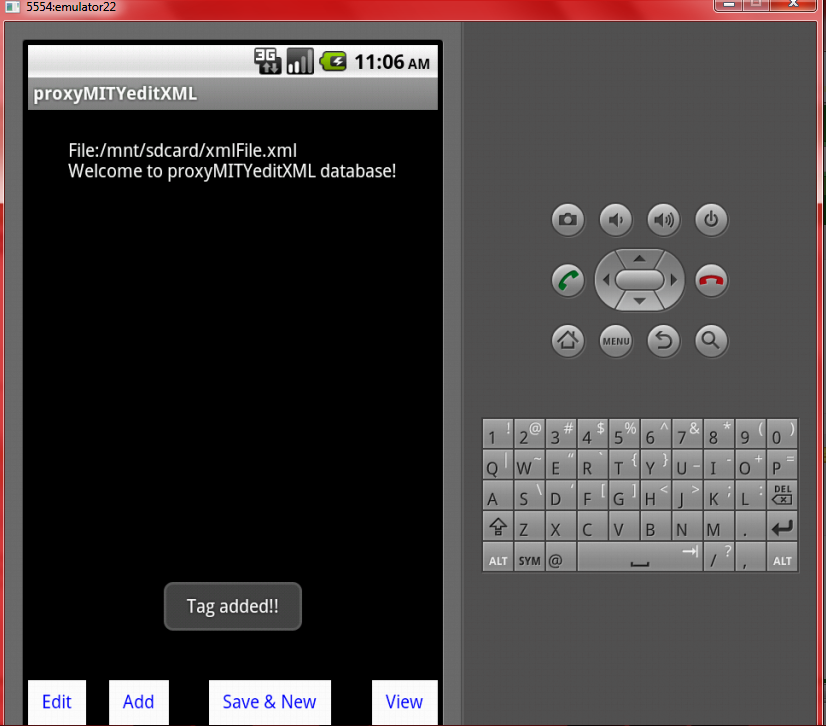 5554:emulator22
3G
11:06 AM
proxyMITYeditXML
File:/mnt/sdcard/xmlFile.xml
Welcome to proxyMITYeditXML database!
Tag added!!
Edit Add Save & New View
MENU
1 ! 2 @ 3 # 4 $ 5 % 6 ^ 7 & 8 * 9 ( 0 )
Q | W ~ E " R ` T { Y } U _ I - O + P =
A S \ D ' F [ G ] H < J > K ; L : DEL
Z X C V B N M .
ALT SYM @ / ? , ALT